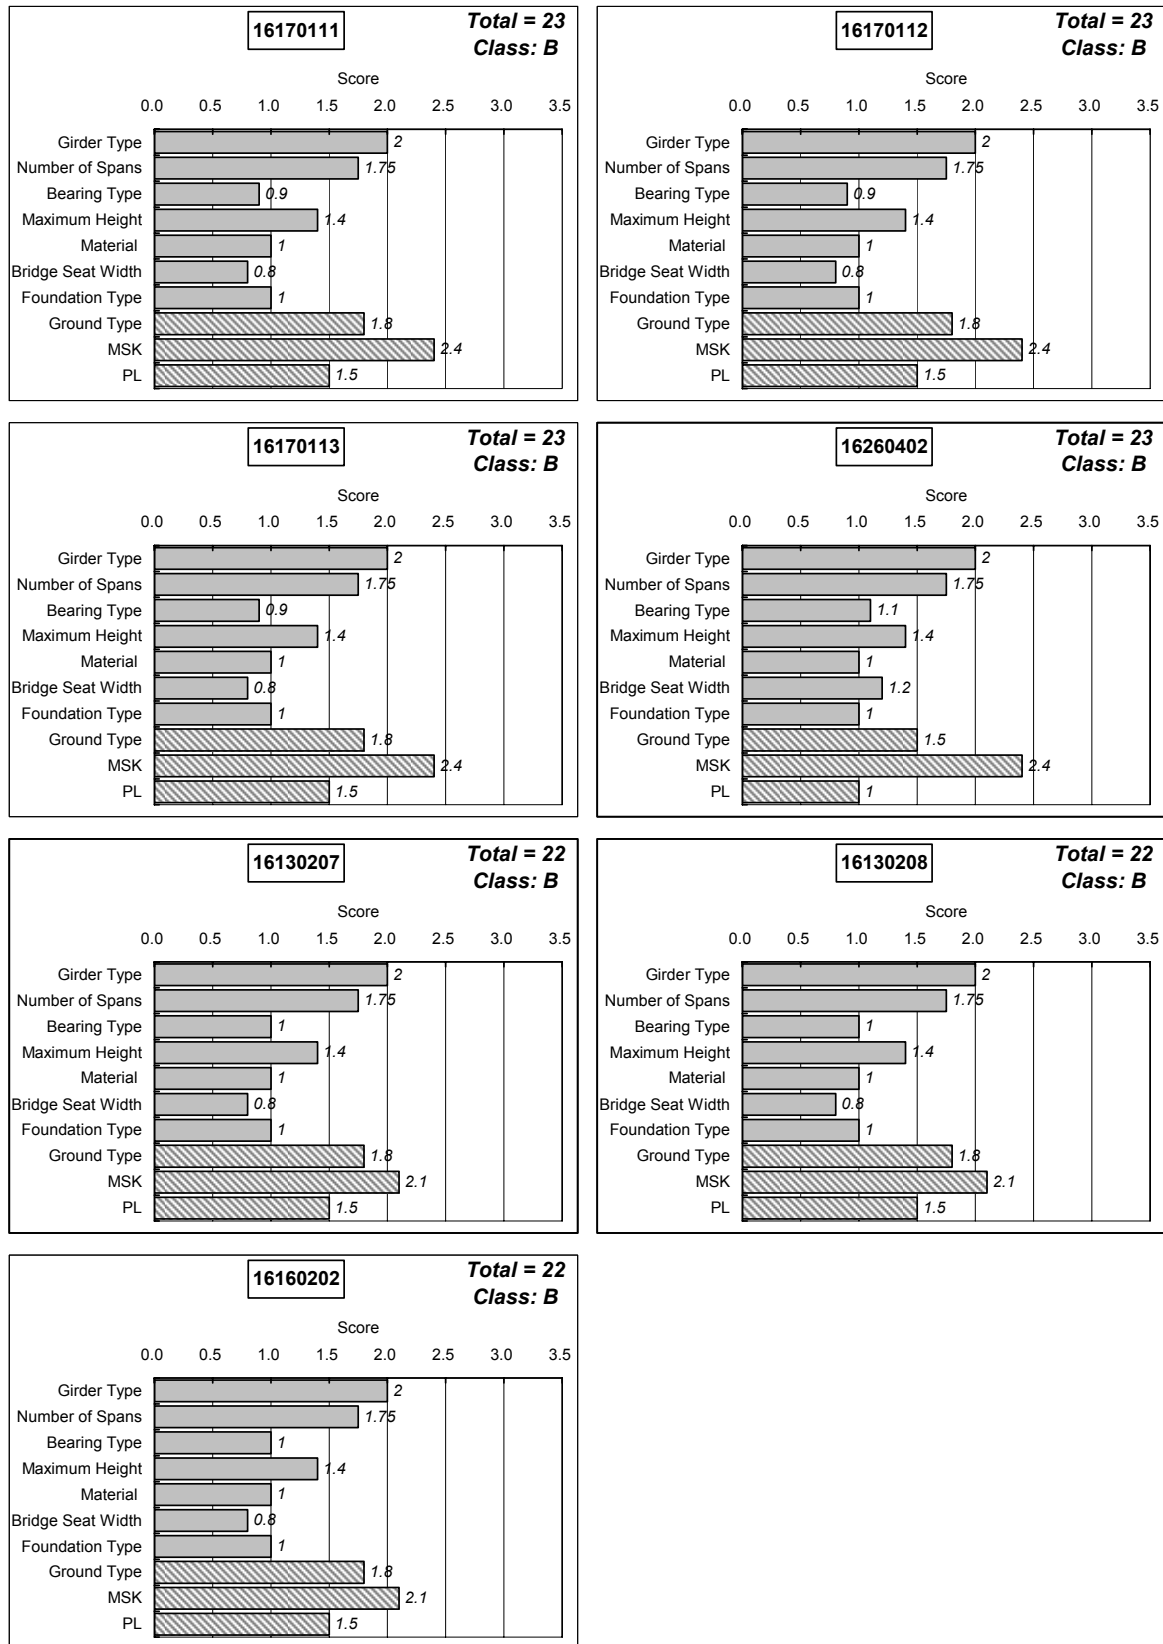 16170111
Total = 23
Class: B
Score
0.0 0.5 1.0 1.5 2.0 2.5 3.0 3.5
Girder Type 2
Number of Spans 1.75
Bearing Type 0.9
Maximum Height 1.4
Material 1
Bridge Seat Width 0.8
Foundation Type 1
Ground Type 1.8
MSK 2.4
PL 1.5
16170112
Total = 23
Class: B
Score
0.0 0.5 1.0 1.5 2.0 2.5 3.0 3.5
Girder Type 2
Number of Spans 1.75
Bearing Type 0.9
Maximum Height 1.4
Material 1
Bridge Seat Width 0.8
Foundation Type 1
Ground Type 1.8
MSK 2.4
PL 1.5
16170113
Total = 23
Class: B
Score
0.0 0.5 1.0 1.5 2.0 2.5 3.0 3.5
Girder Type 2
Number of Spans 1.75
Bearing Type 0.9
Maximum Height 1.4
Material 1
Bridge Seat Width 0.8
Foundation Type 1
Ground Type 1.8
MSK 2.4
PL 1.5
16260402
Total = 23
Class: B
Score
0.0 0.5 1.0 1.5 2.0 2.5 3.0 3.5
Girder Type 2
Number of Spans 1.75
Bearing Type 1.1
Maximum Height 1.4
Material 1
Bridge Seat Width 1.2
Foundation Type 1
Ground Type 1.5
MSK 2.4
PL 1
16130207
Total = 22
Class: B
Score
0.0 0.5 1.0 1.5 2.0 2.5 3.0 3.5
Girder Type 2
Number of Spans 1.75
Bearing Type 1
Maximum Height 1.4
Material 1
Bridge Seat Width 0.8
Foundation Type 1
Ground Type 1.8
MSK 2.1
PL 1.5
16130208
Total = 22
Class: B
Score
0.0 0.5 1.0 1.5 2.0 2.5 3.0 3.5
Girder Type 2
Number of Spans 1.75
Bearing Type 1
Maximum Height 1.4
Material 1
Bridge Seat Width 0.8
Foundation Type 1
Ground Type 1.8
MSK 2.1
PL 1.5
16160202
Total = 22
Class: B
Score
0.0 0.5 1.0 1.5 2.0 2.5 3.0 3.5
Girder Type 2
Number of Spans 1.75
Bearing Type 1
Maximum Height 1.4
Material 1
Bridge Seat Width 0.8
Foundation Type 1
Ground Type 1.8
MSK 2.1
PL 1.5